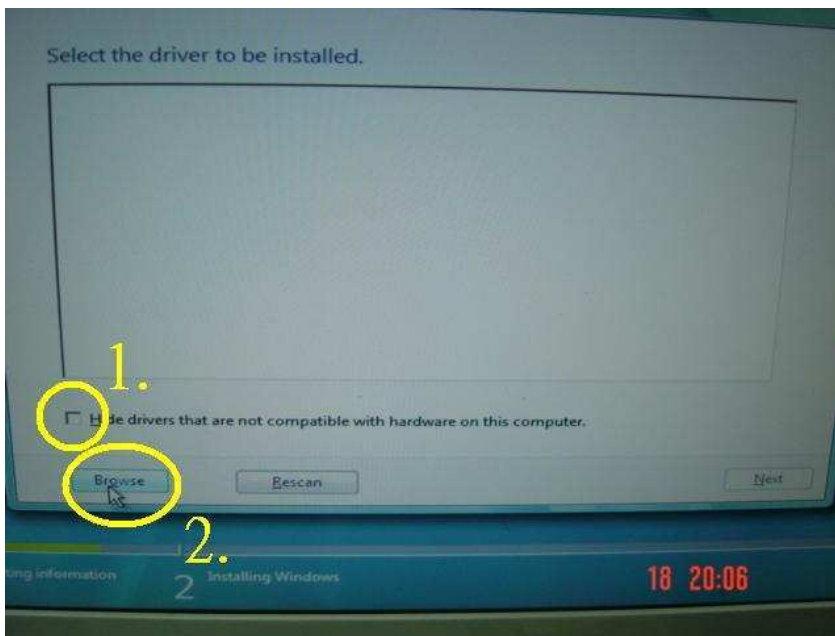 Select the driver to be installed.
1.
Hide drivers that are not compatible with hardware on this computer.
Browse
Rescan
Next
2.
ting information
2 Installing Windows
18 20:06